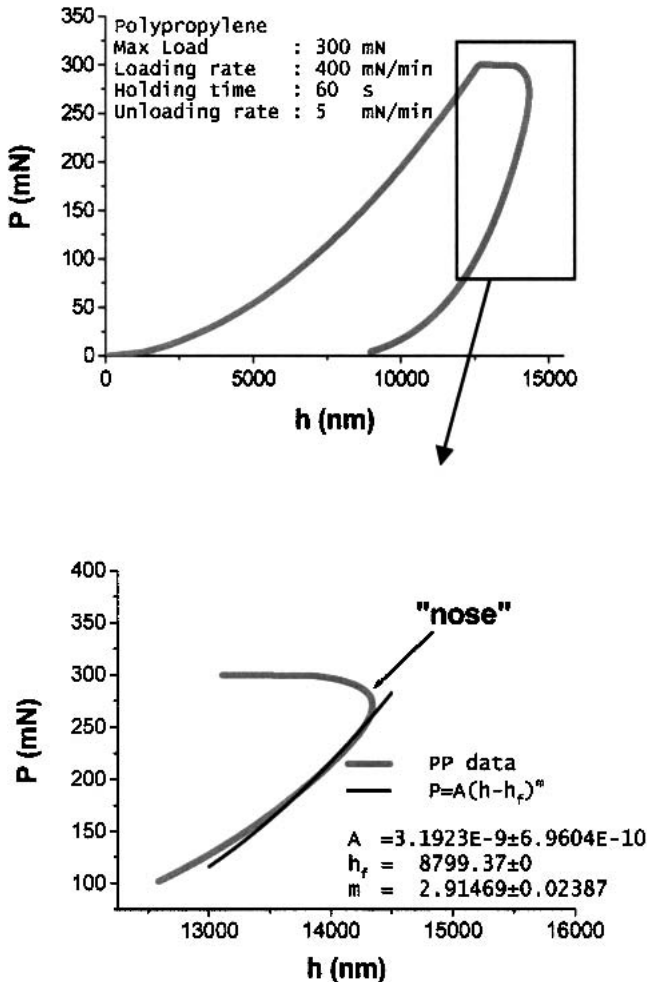 Polypropylene
Max Load : 300 mN
Loading rate : 400 mN/min
Holding time : 60 s
Unloading rate : 5 mN/min
350
300
250
200
150
100
50
0
P (mN)
0 5000 10000 15000
h (nm)
400
350
300
250
200
150
100
P (mN)
"nose"
PP data
P=A(h-h_f)^m
A =3.1923E-9±6.9604E-10
h_f = 8799.37±0
m = 2.91469±0.02387
13000 14000 15000 16000
h (nm)